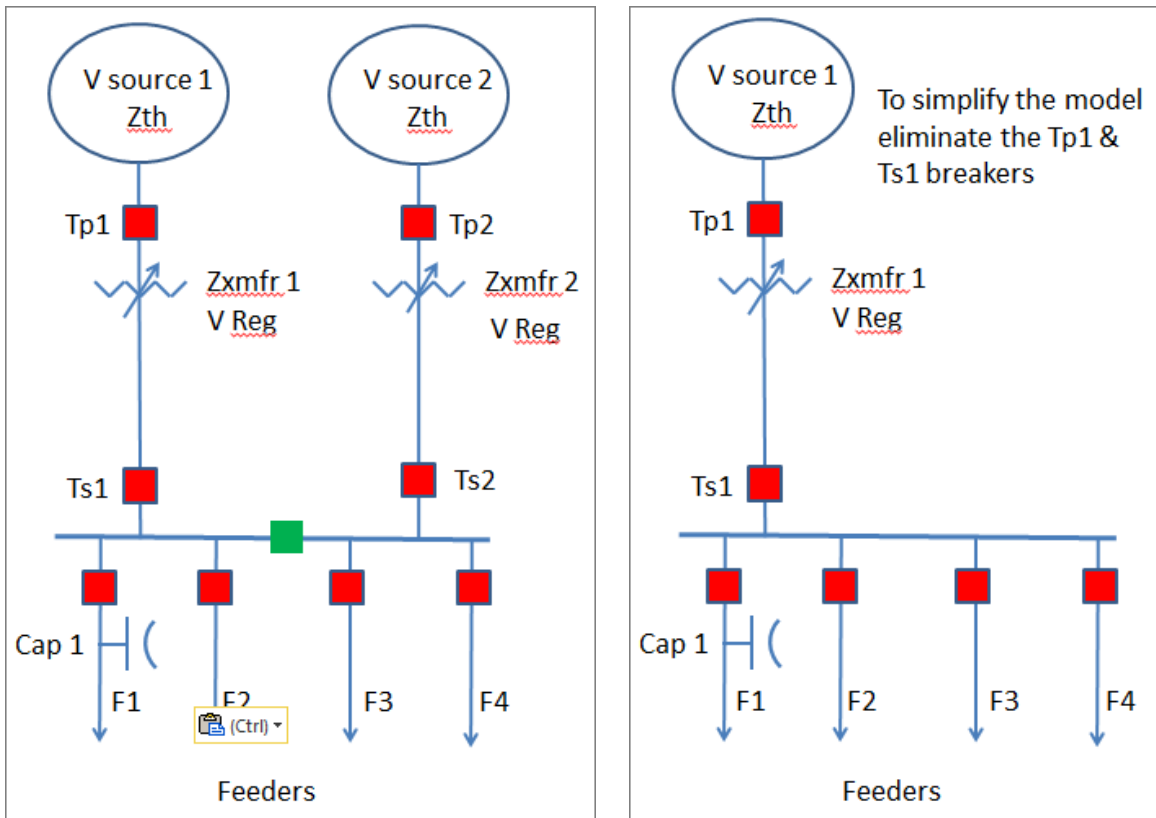 V source 1
Zth
V source 2
Zth
Tp1
Tp2
Zxmfr 1
V Reg
Zxmfr 2
V Reg
Ts1
Ts2
Cap 1
F1
F2
F3
F4
(Ctrl)
Feeders
V source 1
Zth
To simplify the model
eliminate the Tp1 &
Ts1 breakers
Tp1
Zxmfr 1
V Reg
Ts1
Cap 1
F1
F2
F3
F4
Feeders